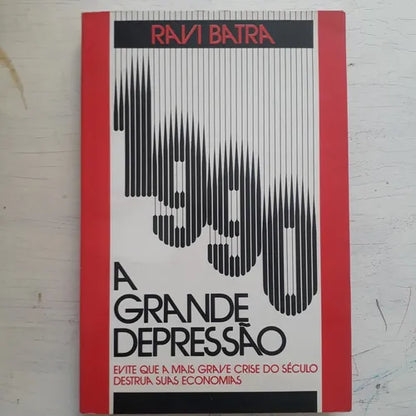 RAVI BATRA
1990
A
GRANDE
DEPRESSÃO
EVITE QUE A MAIS GRAVE CRISE DO SÉCULO
DESTRUA SUAS ECONOMIAS